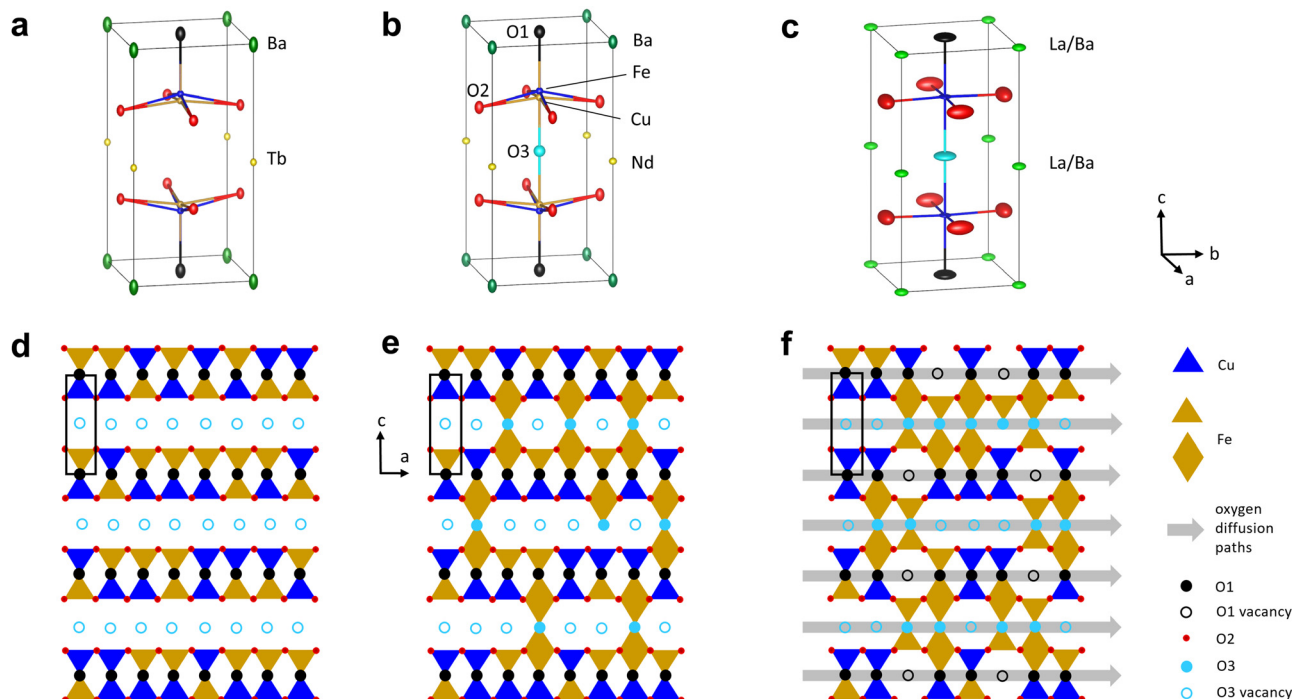 a
Ba
Tb
b
O1
Ba
Fe
O2
Cu
O3
Nd
c
La/Ba
La/Ba
c
b
a
d
e
c
a
f
Cu
Fe
oxygen
diffusion
paths
O1
O1 vacancy
O2
O3
O3 vacancy